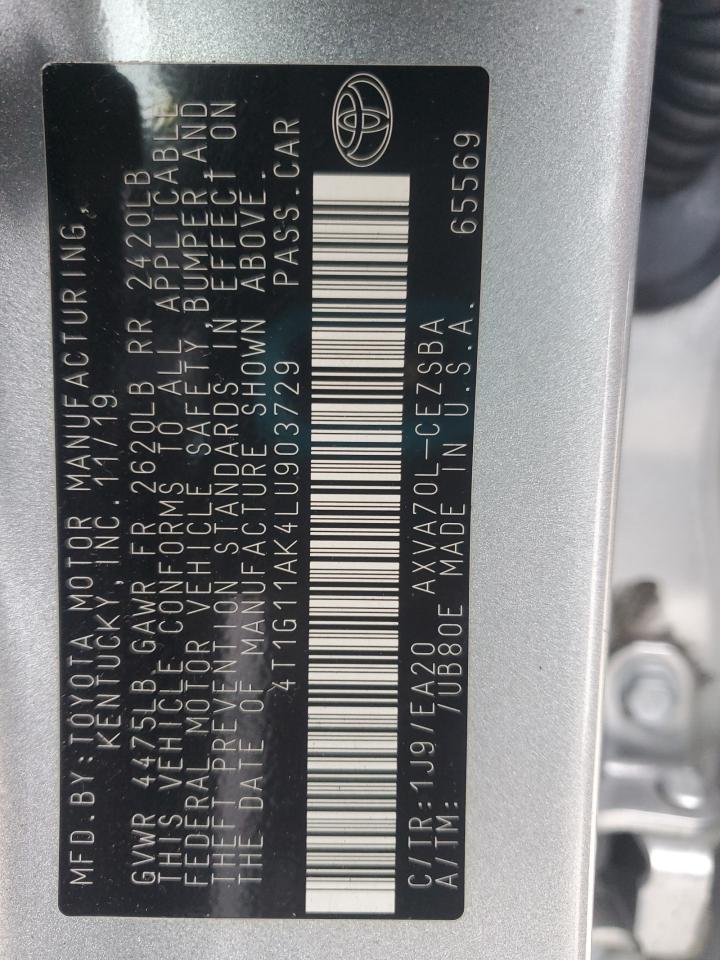 MFD.BY:TOYOTA MOTOR MANUFACTURING,
KENTUCKY, INC. 11/19
GVWR 4475LB GAWR FR 2620LB RR 2420LB
THIS VEHICLE CONFORMS TO ALL APPLICABLE
FEDERAL MOTOR VEHICLE SAFETY, BUMPER, AND
THEFT PREVENTION STANDARDS IN EFFECT ON
THE DATE OF MANUFACTURE SHOWN ABOVE.
4T1G11AK4LU903729 PASS.CAR
C/TR:1J9/EA20 AXVA70L-CEZSBA
A/TM: 7UB80E MADE IN U.S.A. 65569